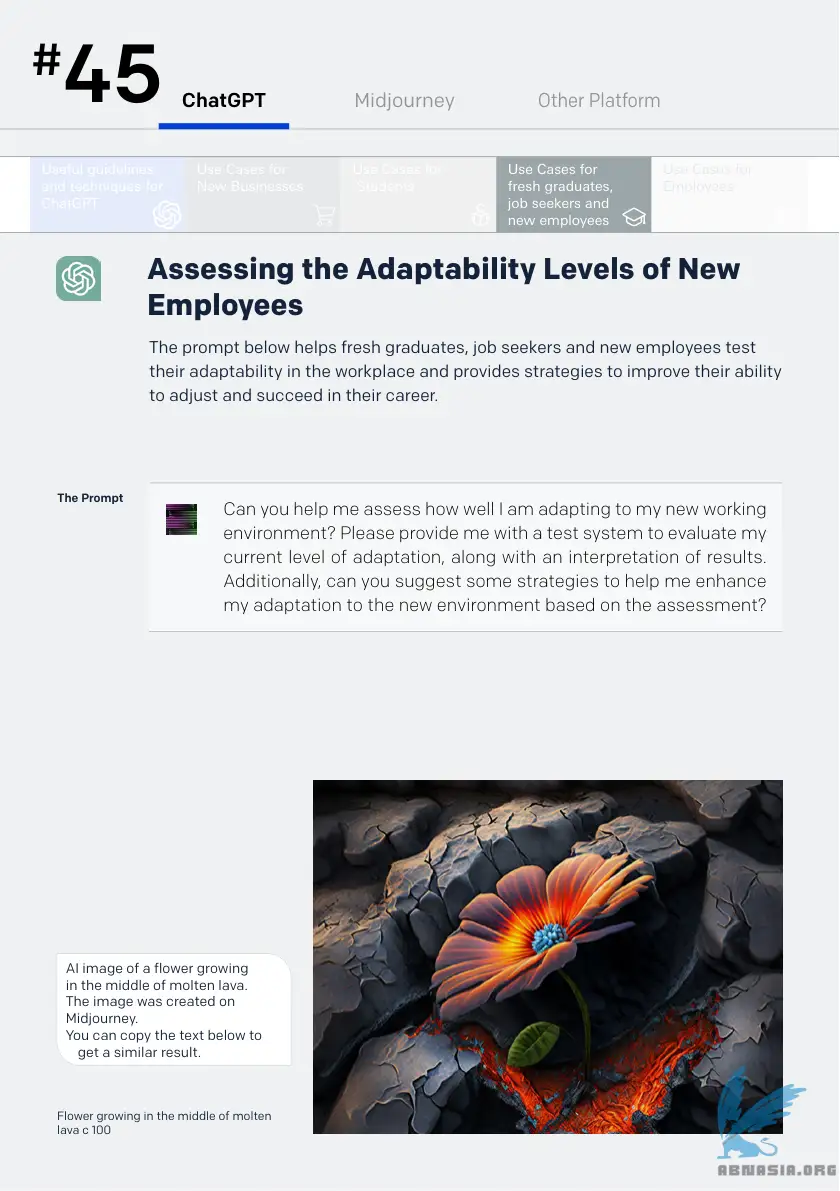 #45
ChatGPT
Midjourney
Other Platform
Useful guidelines
and techniques for
ChatGPT
Use Cases for
New Businesses
Use Cases for
Students
Use Cases for
fresh graduates,
job seekers and
new employees
Use Cases for
Employees
Assessing the Adaptability Levels of New
Employees
The prompt below helps fresh graduates, job seekers and new employees test
their adaptability in the workplace and provides strategies to improve their ability
to adjust and succeed in their career.
The Prompt
Can you help me assess how well I am adapting to my new working
environment? Please provide me with a test system to evaluate my
current level of adaptation, along with an interpretation of results.
Additionally, can you suggest some strategies to help me enhance
my adaptation to the new environment based on the assessment?
AI image of a flower growing
in the middle of molten lava.
The image was created on
Midjourney.
You can copy the text below to
get a similar result.
Flower growing in the middle of molten
lava c 100
ABNASIA.ORG